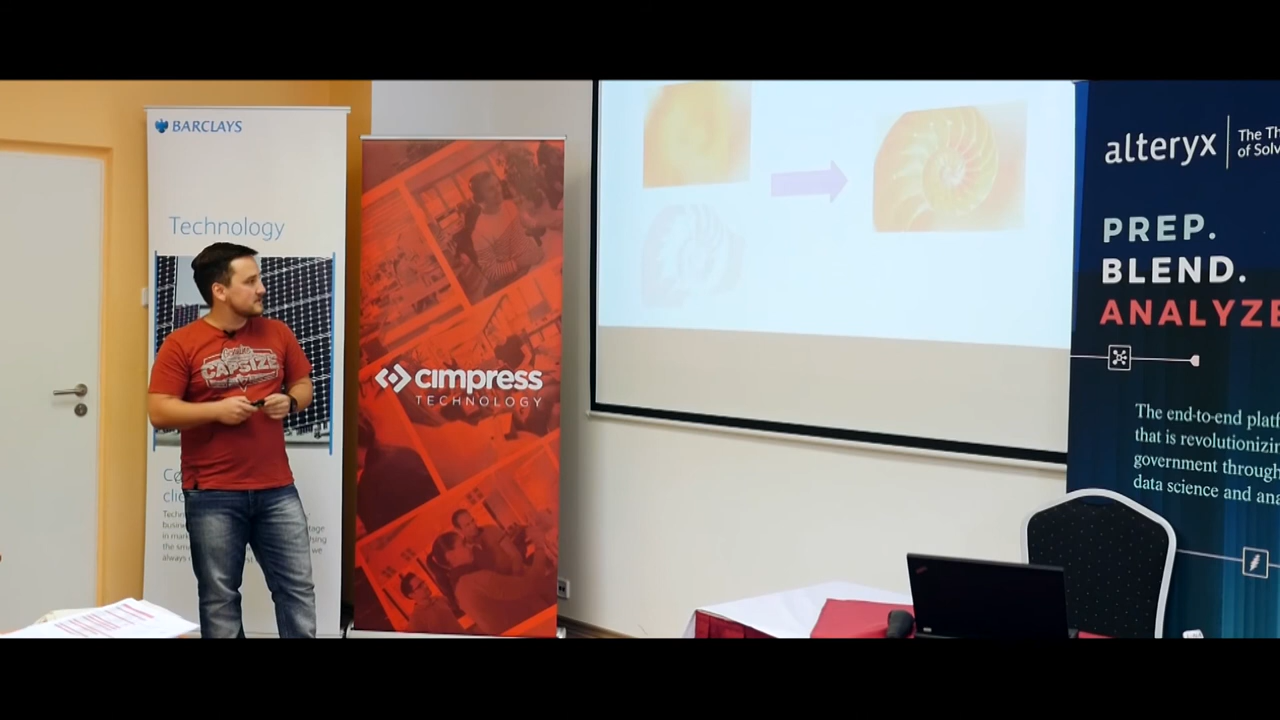 BARCLAYS
Technology
cimpress
TECHNOLOGY
CAPSIZE
alteryx
The Th
of Solv
PREP.
BLEND.
ANALYZE
The end-to-end platf
that is revolutionizin
government through
data science and ana